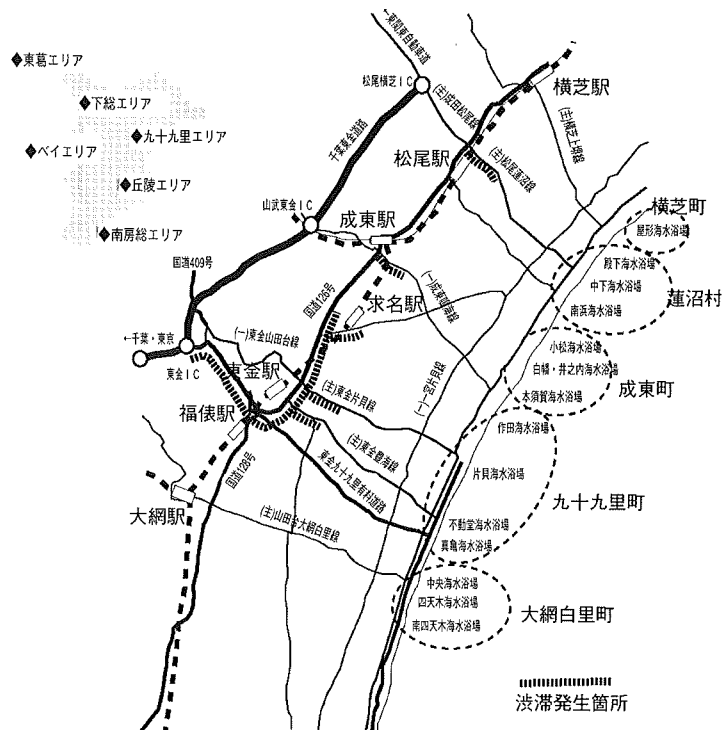 東葛エリア
下総エリア
九十九里エリア
ベイエリア
丘陵エリア
南房総エリア
←東関東自動車道
松尾横芝IC
横芝駅
(主)成田松尾線
(主)横芝上堺線
千葉東金道路
松尾駅
(主)松尾蓮沼線
山武東金IC
成東駅
横芝町
屋形海水浴場
殿下海水浴場
中下海水浴場
南浜海水浴場
蓮沼村
国道409号
国道126号
求名駅
(一)成東鳴浜線
←千葉・東京
(一)東金山田台線
東金IC
東金駅
(一)一宮片貝線
小松海水浴場
白幡・井之内海水浴場
本須賀海水浴場
成東町
福俵駅
(主)東金片貝線
作田海水浴場
(主)東金豊海線
片貝海水浴場
東金九十九里有料道路
国道128号
九十九里町
大網駅
(主)山田台大網白里線
不動堂海水浴場
真亀海水浴場
中央海水浴場
四天木海水浴場
南四天木海水浴場
大網白里町
渋滞発生箇所